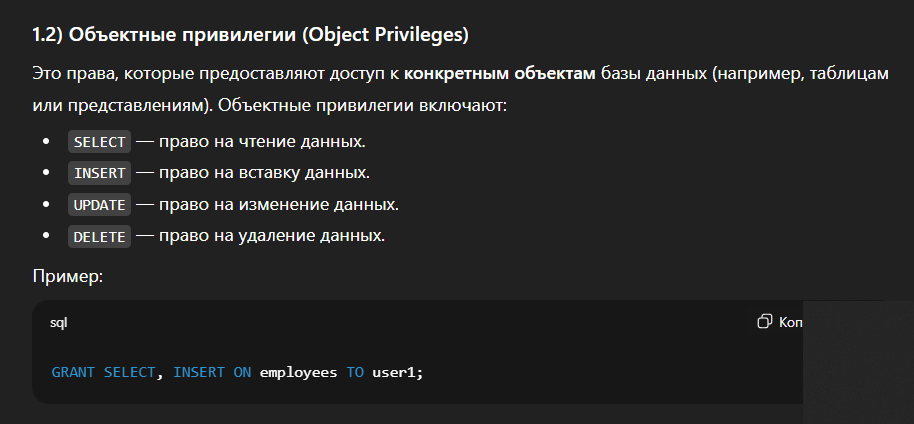 1.2) Объектные привилегии (Object Privileges)
Это права, которые предоставляют доступ к конкретным объектам базы данных (например, таблицам
или представлениям). Объектные привилегии включают:
• SELECT — право на чтение данных.
• INSERT — право на вставку данных.
• UPDATE — право на изменение данных.
• DELETE — право на удаление данных.
Пример:
sql
Коп
GRANT SELECT, INSERT ON employees TO user1;